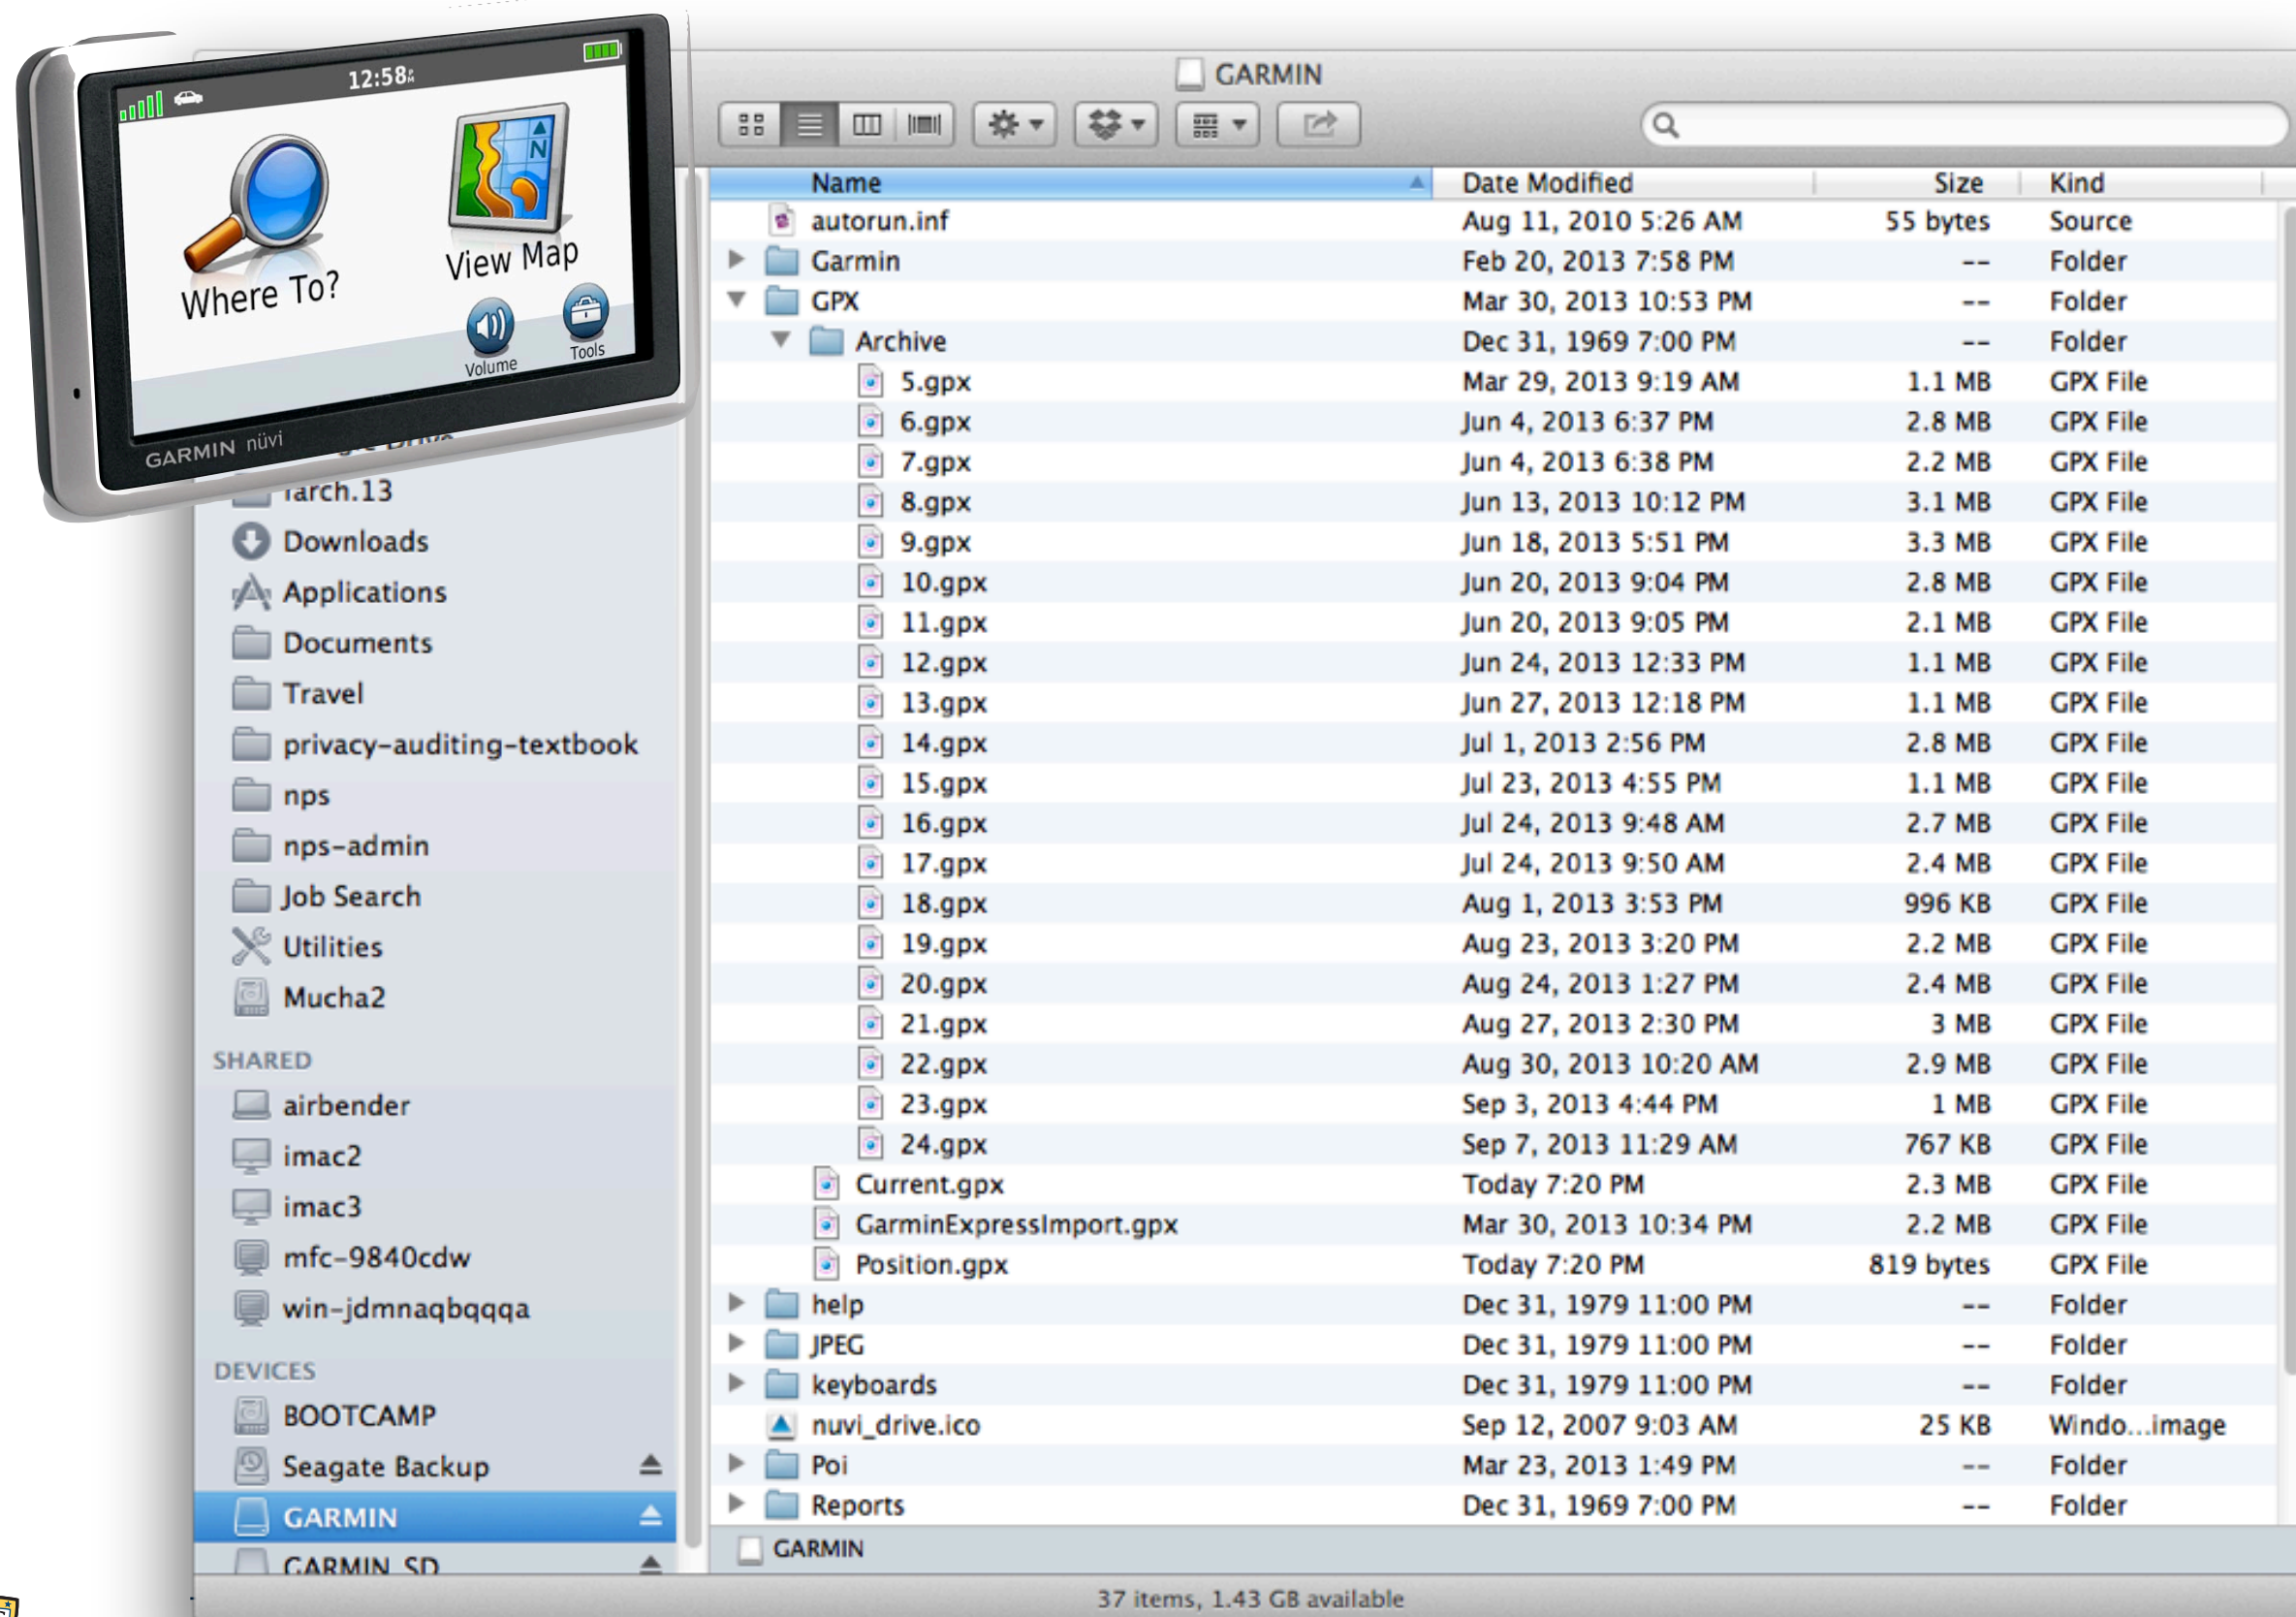 12:58 PM
Where To?
View Map
Volume
Tools
GARMIN nüvi
GARMIN
Name Date Modified Size Kind
autorun.inf Aug 11, 2010 5:26 AM 55 bytes Source
Garmin Feb 20, 2013 7:58 PM -- Folder
GPX Mar 30, 2013 10:53 PM -- Folder
Archive Dec 31, 1969 7:00 PM -- Folder
5.gpx Mar 29, 2013 9:19 AM 1.1 MB GPX File
6.gpx Jun 4, 2013 6:37 PM 2.8 MB GPX File
7.gpx Jun 4, 2013 6:38 PM 2.2 MB GPX File
8.gpx Jun 13, 2013 10:12 PM 3.1 MB GPX File
9.gpx Jun 18, 2013 5:51 PM 3.3 MB GPX File
10.gpx Jun 20, 2013 9:04 PM 2.8 MB GPX File
11.gpx Jun 20, 2013 9:05 PM 2.1 MB GPX File
12.gpx Jun 24, 2013 12:33 PM 1.1 MB GPX File
13.gpx Jun 27, 2013 12:18 PM 1.1 MB GPX File
14.gpx Jul 1, 2013 2:56 PM 2.8 MB GPX File
15.gpx Jul 23, 2013 4:55 PM 1.1 MB GPX File
16.gpx Jul 24, 2013 9:48 AM 2.7 MB GPX File
17.gpx Jul 24, 2013 9:50 AM 2.4 MB GPX File
18.gpx Aug 1, 2013 3:53 PM 996 KB GPX File
19.gpx Aug 23, 2013 3:20 PM 2.2 MB GPX File
20.gpx Aug 24, 2013 1:27 PM 2.4 MB GPX File
21.gpx Aug 27, 2013 2:30 PM 3 MB GPX File
22.gpx Aug 30, 2013 10:20 AM 2.9 MB GPX File
23.gpx Sep 3, 2013 4:44 PM 1 MB GPX File
24.gpx Sep 7, 2013 11:29 AM 767 KB GPX File
Current.gpx Today 7:20 PM 2.3 MB GPX File
GarminExpressImport.gpx Mar 30, 2013 10:34 PM 2.2 MB GPX File
Position.gpx Today 7:20 PM 819 bytes GPX File
help Dec 31, 1979 11:00 PM -- Folder
JPEG Dec 31, 1979 11:00 PM -- Folder
keyboards Dec 31, 1979 11:00 PM -- Folder
nuvi_drive.ico Sep 12, 2007 9:03 AM 25 KB Windo...image
Poi Mar 23, 2013 1:49 PM -- Folder
Reports Dec 31, 1969 7:00 PM -- Folder
arch.13
Downloads
Applications
Documents
Travel
privacy-auditing-textbook
nps
nps-admin
Job Search
Utilities
Mucha2
SHARED
airbender
imac2
imac3
mfc-9840cdw
win-jdmnaqbqqqa
DEVICES
BOOTCAMP
Seagate Backup
GARMIN
GARMIN_SD
GARMIN
37 items, 1.43 GB available